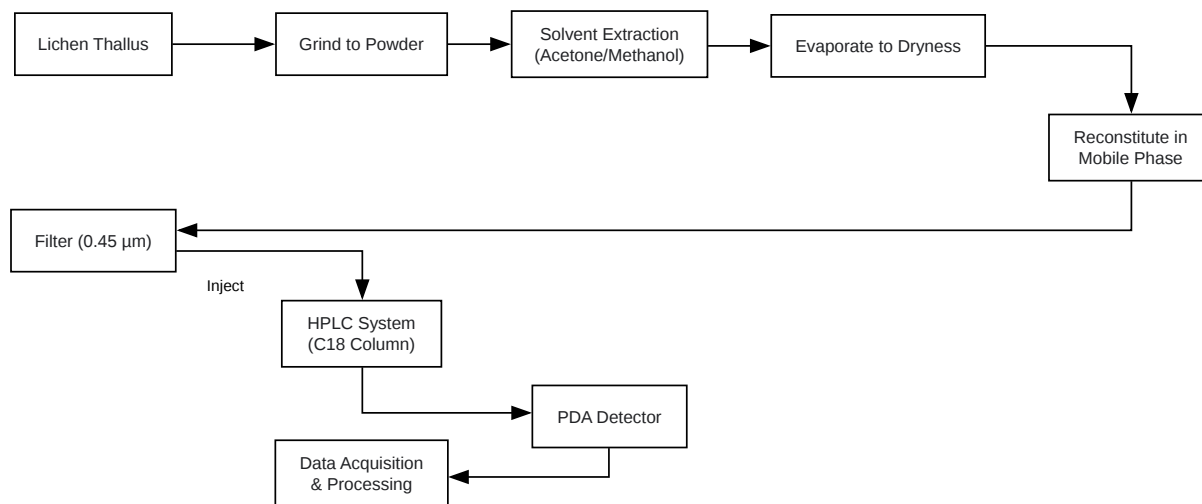 Lichen Thallus
Grind to Powder
Solvent Extraction
(Acetone/Methanol)
Evaporate to Dryness
Reconstitute in
Mobile Phase
Filter (0.45 µm)
Inject
HPLC System
(C18 Column)
PDA Detector
Data Acquisition
& Processing